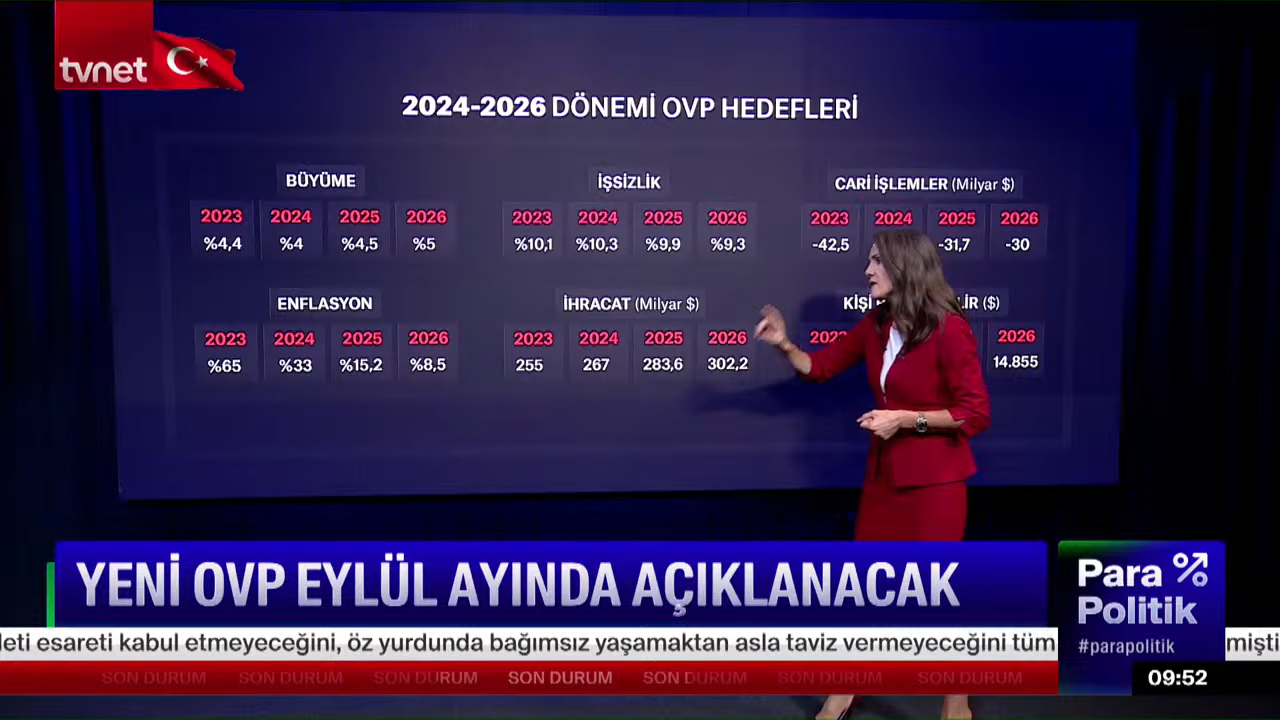 tvnet
2024-2026 DÖNEMİ OVP HEDEFLERİ
BÜYÜME
2023 2024 2025 2026
%4,4 %4 %4,5 %5
İŞSİZLİK
2023 2024 2025 2026
%10,1 %10,3 %9,9 %9,3
CARİ İŞLEMLER (Milyar $)
2023 2024 2025 2026
-42,5 -31,7 -30
ENFLASYON
2023 2024 2025 2026
%65 %33 %15,2 %8,5
İHRACAT (Milyar $)
2023 2024 2025 2026
255 267 283,6 302,2
KİŞİ ($)
2026
14.855
YENİ OVP EYLÜL AYINDA AÇIKLANACAK
Para %
Politik
#parapolitik
esareti kabul etmeyeceğini, öz yurdunda bağımsız yaşamaktan asla taviz vermeyeceğini tüm
SON DURUM SON DURUM SON DURUM SON DURUM SON DURUM SON DURUM SON DURUM
09:52